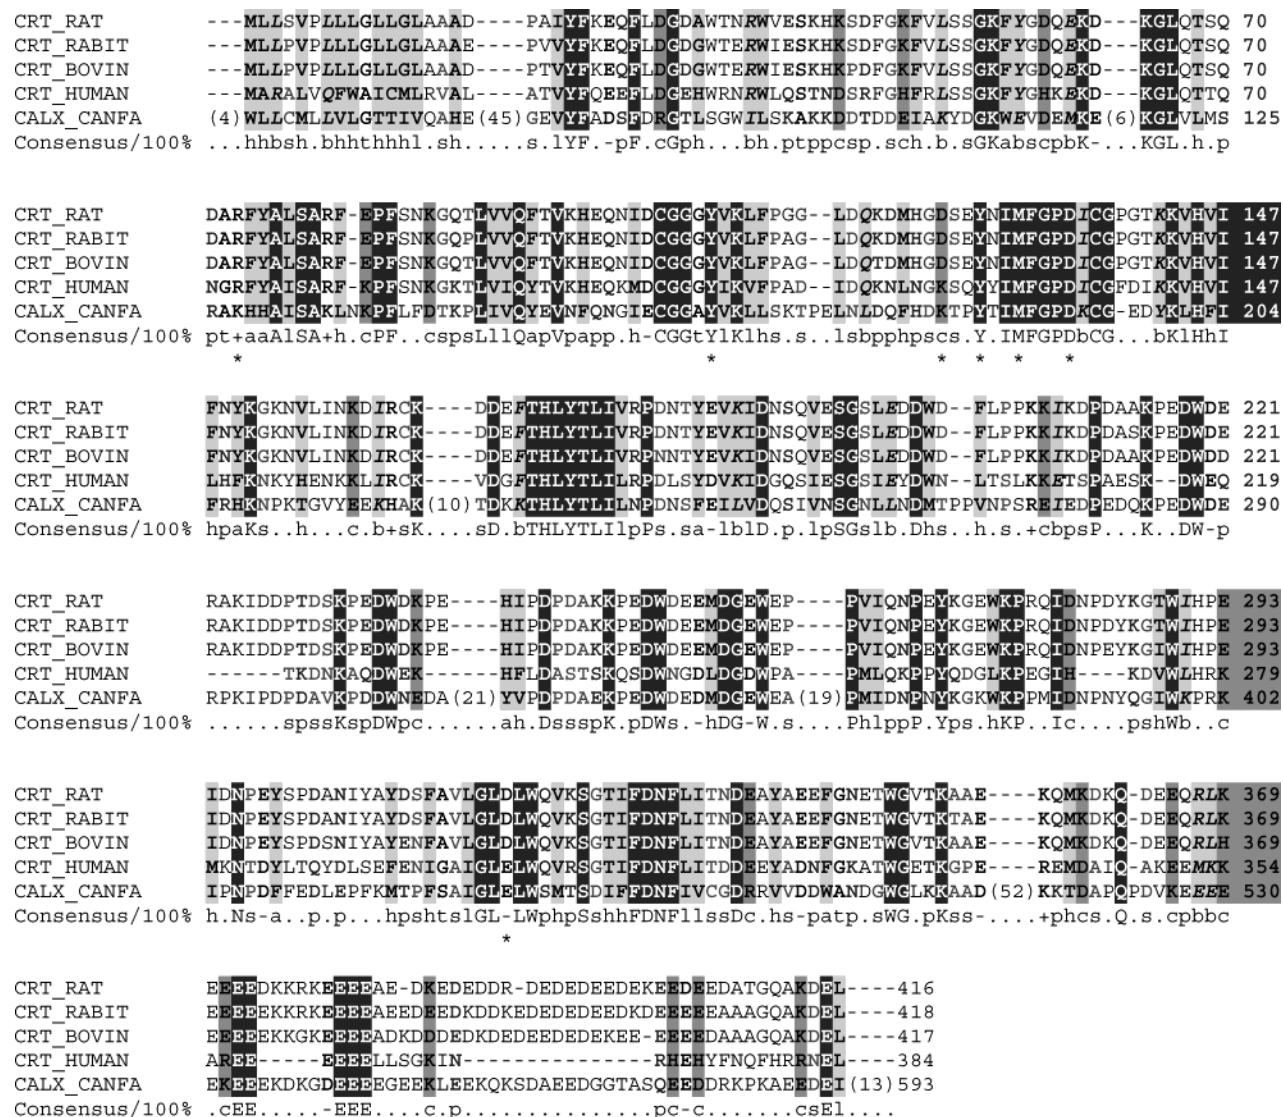 CRT_RAT ---MLLSVPLLLGLLGLAAAD----PAIYFKEQFLDGDAWTNRWVESKHKSDFGKFVLSSGKFYGDQEKD---KGLQTSQ 70
CRT_RABIT ---MLLPVPLLLGLLGLAAAE----PVVYFKEQFLDGDGWTERWIESKHKSDFGKFVLSSGKFYGDQEKD---KGLQTSQ 70
CRT_BOVIN ---MLLPVPLLLGLLGLAAAD----PTVYFKEQFLDGDGWTERWIESKHKPDFGKFVLSSGKFYGDQEKD---KGLQTSQ 70
CRT_HUMAN ---MARALVQFWAICMLRVAL----ATVYFQEEFLDGEHWRNRWLQSTNDSRFGHFRLSSGKFYGHKEKD---KGLQTTQ 70
CALX_CANFA (4)WLLCMLLVLGTTIVQAHE(45)GEVYFADSFDRGTLSGWILSKAKKDDTDDEIAKYDGKWEVDEMKE(6)KGLVLMS 125
Consensus/100% ...hhbsh.bhhthhhl.sh.....s.lYF.-pF.cGph...bh.ptppcsp.sch.b.sGKabscpbK-...KGL.h.p
CRT_RAT DARFYALSARF-EPFSNKGQTLVVQFTVKHEQNIDCGGGYVKLFPGG--LDQKDMHGDSEYNIMFGPDICGPGTKKVHVI 147
CRT_RABIT DARFYALSARF-EPFSNKGQPLVVQFTVKHEQNIDCGGGYVKLFPAG--LDQKDMHGDSEYNIMFGPDICGPGTKKVHVI 147
CRT_BOVIN DARFYALSARF-EPFSNKGQTLVVQFTVKHEQNIDCGGGYVKLFPAG--LDQTDMHGDSEYNIMFGPDICGPGTKKVHVI 147
CRT_HUMAN NGRFYAISARF-KPFSNKGKTLVIQYTVKHEQKMDCGGGYIKVFPAD--IDQKNLNGKSQYYIMFGPDICGFDIKKVHVI 147
CALX_CANFA RAKHHAISAKLNKPFLFDTKPLIVQYEVNFQNGIECGGAYVKLLSKTPELNLDQFHDKTPYTIMFGPDKCG-EDYKLHFI 204
Consensus/100% pt+aaAlSA+h.cPF..cspsLllQapVpapp.h-CGGtYlKlhs.s..lsbpphpscs.Y.IMFGPDbCG...bKlHhI
* * * * * *
CRT_RAT FNYKGKNVLINKDIRCK----DDEFTHLYTLIVRPDNTYEVKIDNSQVESGSLEDDWD--FLPPKKIKDPDAAKPEDWDE 221
CRT_RABIT FNYKGKNVLINKDIRCK----DDEFTHLYTLIVRPDNTYEVKIDNSQVESGSLEDDWD--FLPPKKIKDPDASKPEDWDE 221
CRT_BOVIN FNYKGKNVLINKDIRCK----DDEFTHLYTLIVRPNNTYEVKIDNSQVESGSLEDDWD--FLPPKKIKDPDAAKPEDWDD 221
CRT_HUMAN LHFKNKYHENKKLIRCK----VDGFTHLYTLILRPDLSYDVKIDGQSIESGSIEYDWN--LTSLKKETSPAESK--DWEQ 219
CALX_CANFA FRHKNPKTGVYEEKHAK(10)TDKKTHLYTLILNPDNSFEILVDQSIVNSGNLLNDMTPPVNPSREIEDPEDQKPEDWDE 290
Consensus/100% hpaKs..h...c.b+sK....sD.bTHLYTLIlpPs.sa-lblD.p.lpSGslb.Dhs..h.s.+cbpsP...K..DW-p
CRT_RAT RAKIDDPTDSKPEDWDKPE----HIPDPDAKKPEDWDEEMDGEWEP----PVIQNPEYKGEWKPRQIDNPDYKGTWIHPE 293
CRT_RABIT RAKIDDPTDSKPEDWDKPE----HIPDPDAKKPEDWDEEMDGEWEP----PVIQNPEYKGEWKPRQIDNPDYKGTWIHPE 293
CRT_BOVIN RAKIDDPTDSKPEDWDKPE----HIPDPDAKKPEDWDEEMDGEWEP----PVIQNPEYKGEWKPRQIDNPEYKGIWIHPE 293
CRT_HUMAN ------TKDNKAQDWEK------HFLDASTSKQSDWNGDLDGDWPA----PMLQKPPYQDGLKPEGIH----KDVWLHRK 279
CALX_CANFA RPKIPDPDAVKPDDWNEDA(21)YVPDPDAEKPEDWDEDMDGEWEA(19)PMIDNPNYKGKWKPPMIDNPNYQGIWKPRK 402
Consensus/100% ......spssKspDWpc......ah.DsssspK.pDWs.-hDG-W.s....PhlppP.Yps.hKP..Ic....pshWb..c
CRT_RAT IDNPEYSPDANIYAYDSFAVLGLDLWQVKSGTIFDNFLITNDEAYAEEFGNETWGVTKAAE----KQMKDKQ-DEEQRLK 369
CRT_RABIT IDNPEYSPDANIYAYDSFAVLGLDLWQVKSGTIFDNFLITNDEAYAEEFGNETWGVTKTAE----KQMKDKQ-DEEQRLK 369
CRT_BOVIN IDNPEYSPDSNIYAYENFAVLGLDLWQVKSGTIFDNFLITNDEAYAEEFGNETWGVTKAAE----KQMKDKQ-DEEQRLH 369
CRT_HUMAN MKNTDYLTQYDLSEFENIGAIGLELWQVRSGTIFDNFLITDDEEYADNFGKATWGETKGPE----REMDAIQ-AKEEMKK 354
CALX_CANFA IPNPDFFEDLEPFKMTPFSAIGLELWSMTSDIFFDNFIVCGDRRVVDDWANDGWGLKKAAD(52)KKTDAPQPDVKEEEE 530
Consensus/100% h.Ns-a..p.p...hpshtslGL-LWphpSshhFDNFllssDc.hs-patp.sWG.pKss-....+phcs.Q.s.cpbbc
*
CRT_RAT EEEEDKKRKEEEEAE-DKEDEDDR-DEDEDEEDEKEEDEEDATGQAKDEL----416
CRT_RABIT EEEEEKKRKEEEEAEKDEEDKDDKEDEDEDEEDKDEEEEEAAAGQAKDEL----418
CRT_BOVIN EEEEEKKGKEEEEADKDDDEDKDEDEEDEDEKEE-EEEEDAAAGQAKDEL----417
CRT_HUMAN AREE-----EEEELLSGKIN--------------RHEHYFNQFHRRNEL----384
CALX_CANFA EKEEEKDKGDEEEEGEEKLEEKQKSDAEEDGGTASQEEDDRKPKAEEDEI(13)593
Consensus/100% .cEE.....-EEE....c.p...............pc-c.......csEl....